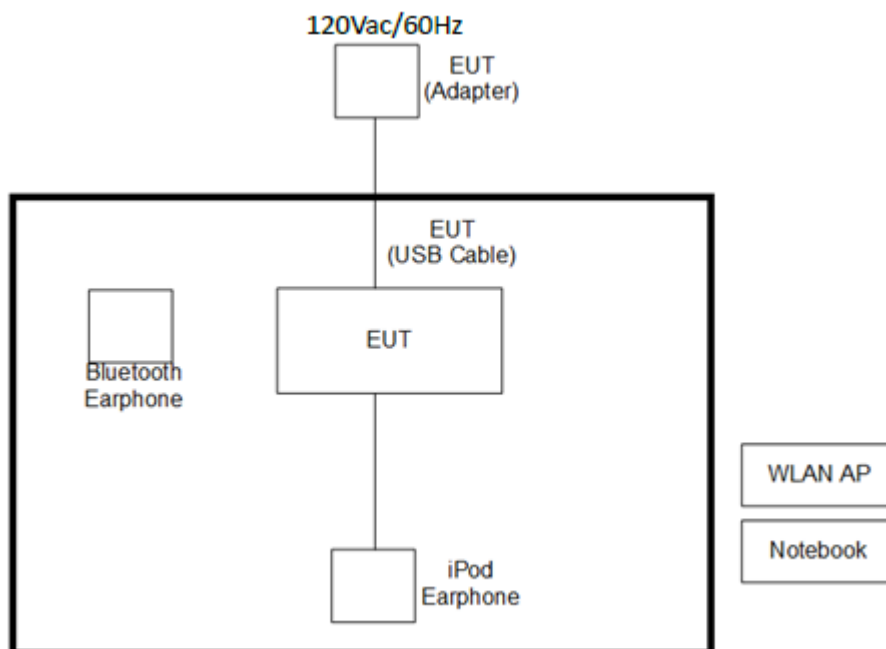 120Vac/60Hz
EUT
(Adapter)
EUT
(USB Cable)
EUT
Bluetooth
Earphone
WLAN AP
Notebook
iPod
Earphone